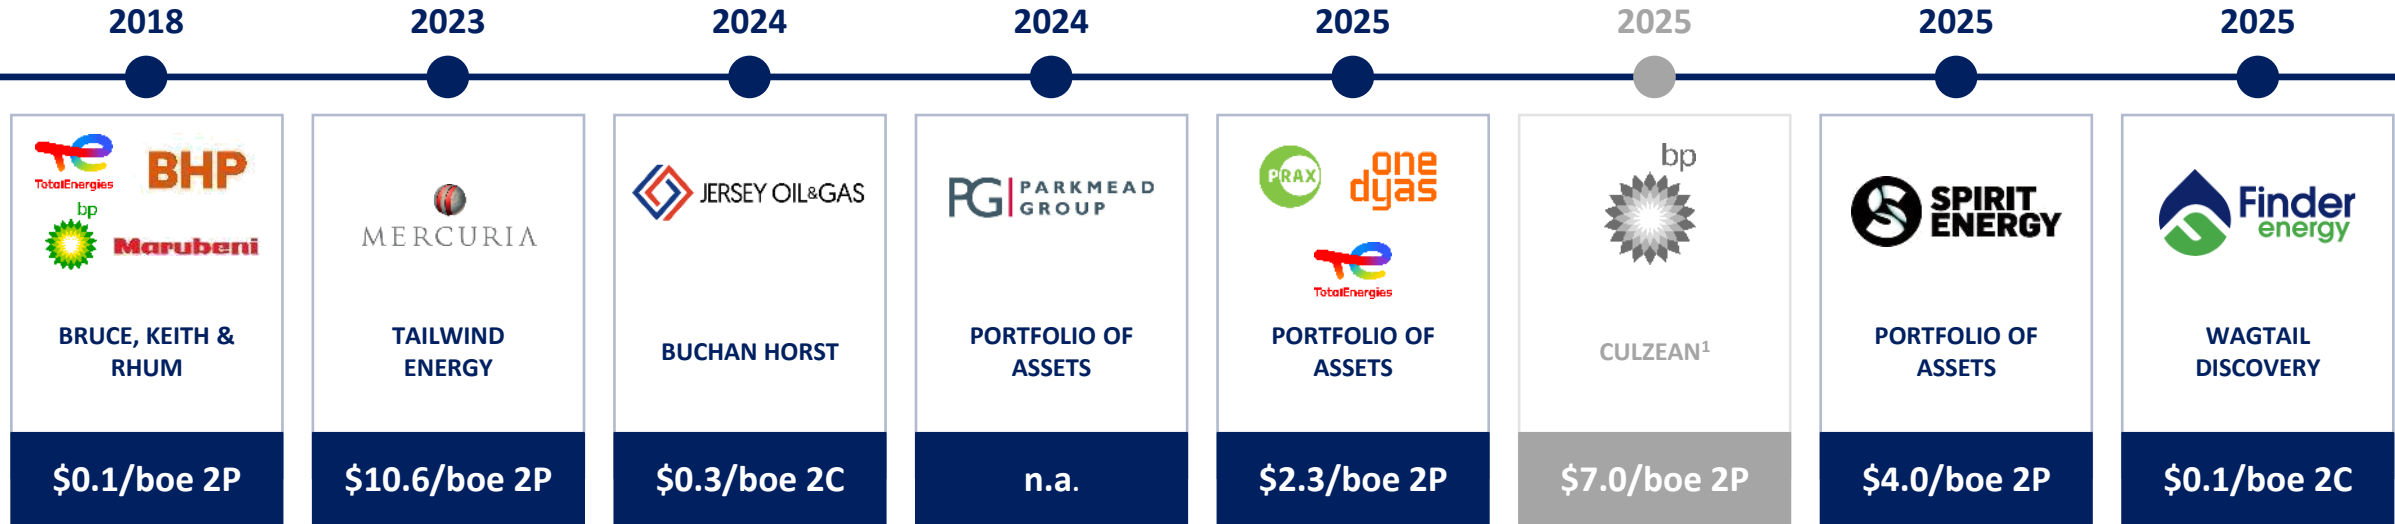 2018
2023
2024
2024
2025
2025
2025
2025
TotalEnergies
BHP
bp
Marubeni
BRUCE, KEITH &
RHUM
$0.1/boe 2P
MERCURIA
TAILWIND
ENERGY
$10.6/boe 2P
JERSEY OIL&GAS
BUCHAN HORST
$0.3/boe 2C
PG PARKMEAD
GROUP
PORTFOLIO OF
ASSETS
n.a.
PRAX
one
dyas
TotalEnergies
PORTFOLIO OF
ASSETS
$2.3/boe 2P
bp
CULZEAN¹
$7.0/boe 2P
SPIRIT
ENERGY
PORTFOLIO OF
ASSETS
$4.0/boe 2P
Finder
energy
WAGTAIL
DISCOVERY
$0.1/boe 2C